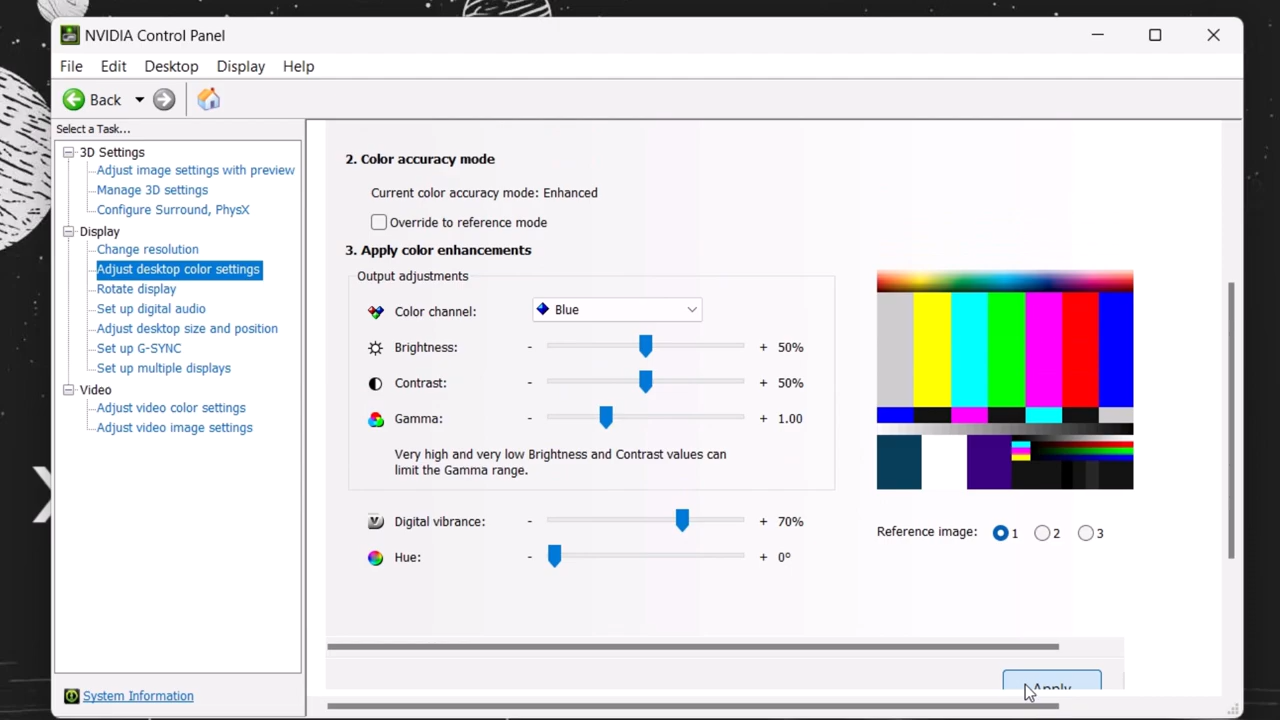 NVIDIA Control Panel
File Edit Desktop Display Help
Back
Select a Task...
3D Settings
Adjust image settings with preview
Manage 3D settings
Configure Surround, PhysX
Display
Change resolution
Adjust desktop color settings
Rotate display
Set up digital audio
Adjust desktop size and position
Set up G-SYNC
Set up multiple displays
Video
Adjust video color settings
Adjust video image settings
System Information
2. Color accuracy mode
Current color accuracy mode: Enhanced
Override to reference mode
3. Apply color enhancements
Output adjustments
Color channel: Blue
Brightness: - + 50%
Contrast: - + 50%
Gamma: - + 1.00
Very high and very low Brightness and Contrast values can
limit the Gamma range.
Digital vibrance: - + 70%
Hue: - + 0º
Reference image: 1 2 3
Apply